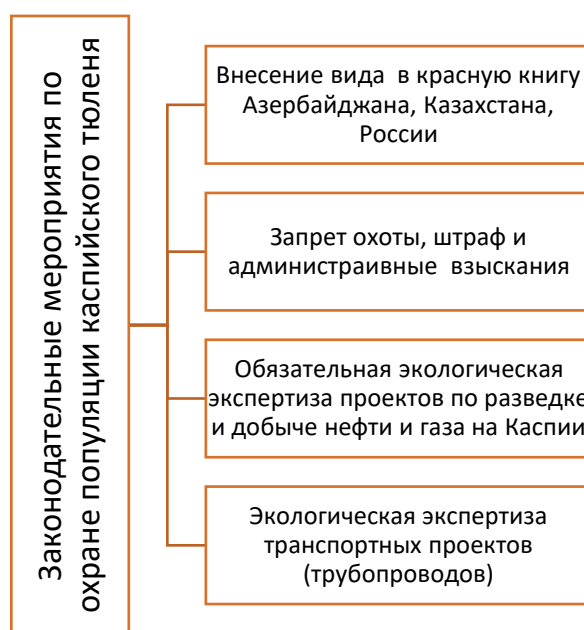 Законодательные мероприятия по
охране популяции каспийского тюленя
Внесение вида в красную книгу
Азербайджана, Казахстана,
России
Запрет охоты, штраф и
администраивные взыскания
Обязательная экологическая
экспертиза проектов по разведке
и добыче нефти и газа на Каспии
Экологическая экспертиза
транспортных проектов
(трубопроводов)